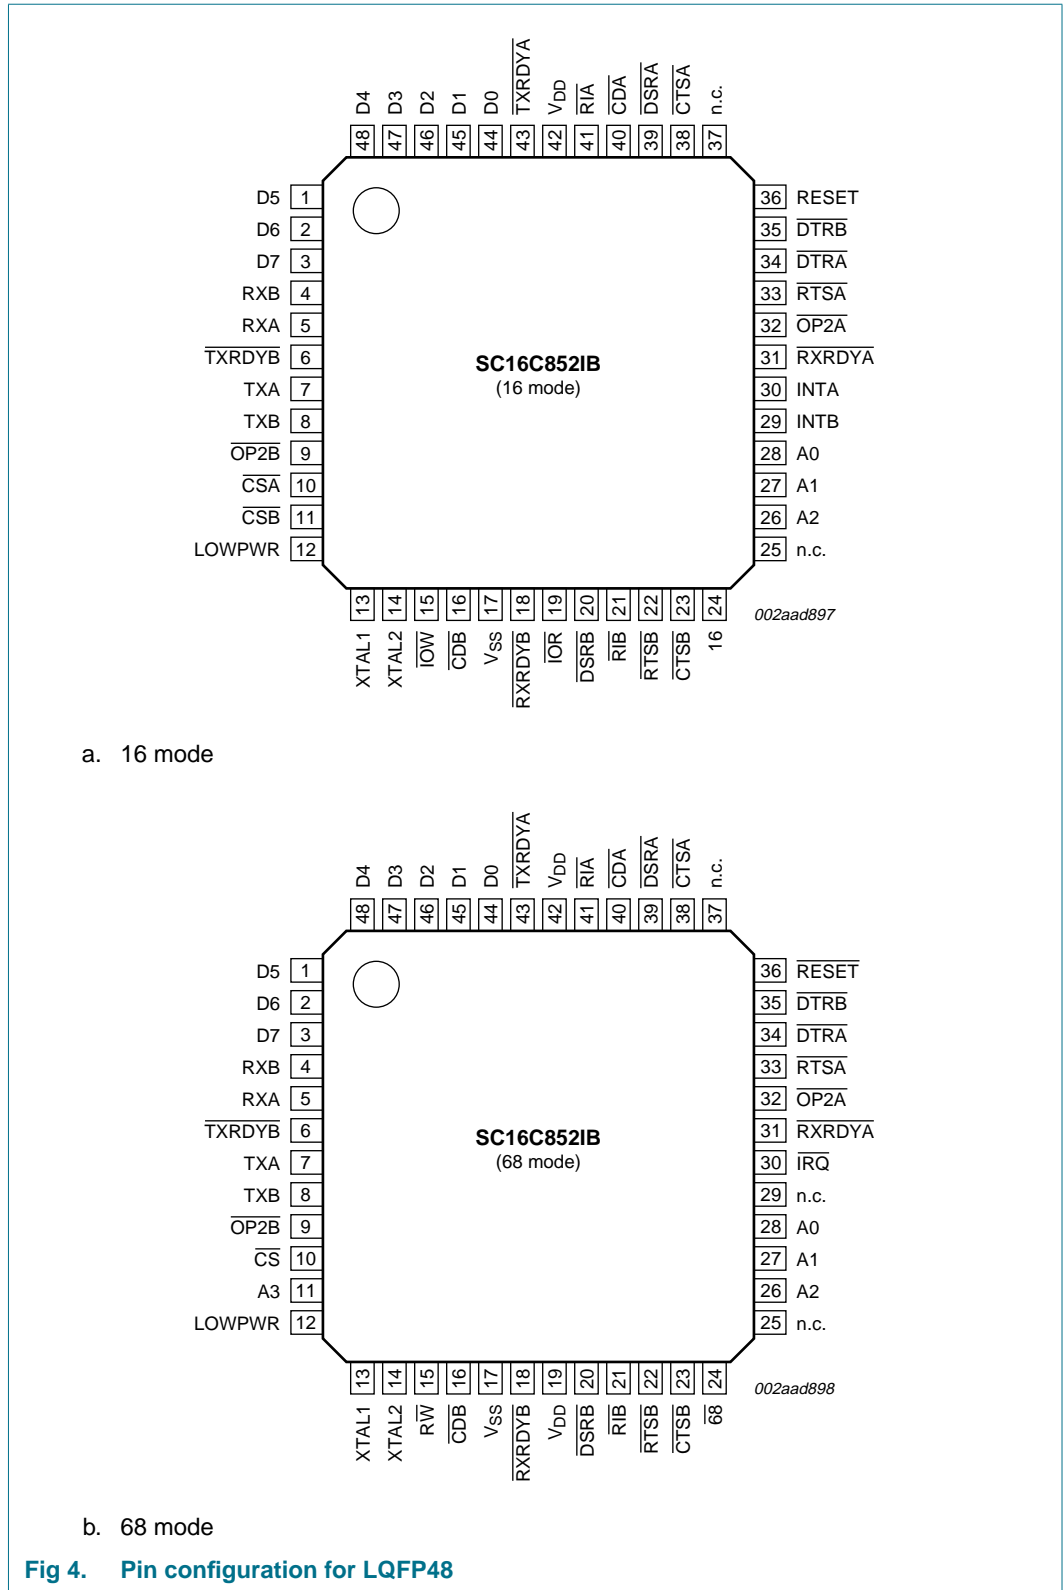 D4 D3 D2 D1 D0 TXRDYA VDD RIA CDA DSRA CTSA n.c.
48 47 46 45 44 43 42 41 40 39 38 37
D5 1 36 RESET
D6 2 35 DTRB
D7 3 34 DTRA
RXB 4 33 RTSA
RXA 5 32 OP2A
TXRDYB 6 31 RXRDYA
SC16C852IB
TXA 7 30 INTA
(16 mode)
TXB 8 29 INTB
OP2B 9 28 A0
CSA 10 27 A1
CSB 11 26 A2
LOWPWR 12 25 n.c.
13 14 15 16 17 18 19 20 21 22 23 24
002aad897
XTAL1 XTAL2 IOW CDB VSS RXRDYB IOR DSRB RIB RTSB CTSB 16
a. 16 mode
D4 D3 D2 D1 D0 TXRDYA VDD RIA CDA DSRA CTSA n.c.
48 47 46 45 44 43 42 41 40 39 38 37
D5 1 36 RESET
D6 2 35 DTRB
D7 3 34 DTRA
RXB 4 33 RTSA
RXA 5 32 OP2A
TXRDYB 6 31 RXRDYA
SC16C852IB
TXA 7 30 IRQ
(68 mode)
TXB 8 29 n.c.
OP2B 9 28 A0
CS 10 27 A1
A3 11 26 A2
LOWPWR 12 25 n.c.
13 14 15 16 17 18 19 20 21 22 23 24
002aad898
XTAL1 XTAL2 RW CDB VSS RXRDYB VDD DSRB RIB RTSB CTSB 68
b. 68 mode
Fig 4. Pin configuration for LQFP48